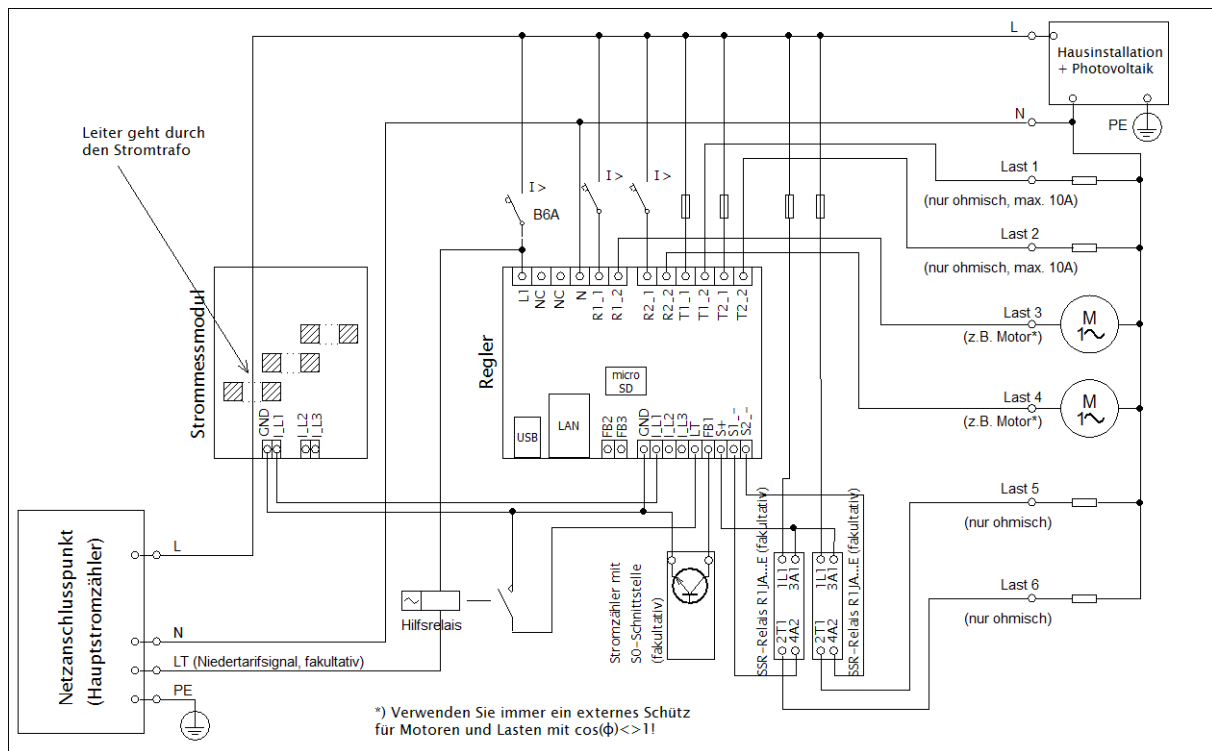 L
Hausinstallation
+ Photovoltaik
N
PE
Leiter geht durch
den Stromtrafo
I >
B6A
I >
I >
Last 1
(nur ohmisch, max. 10A)
Last 2
(nur ohmisch, max. 10A)
Last 3
(z.B. Motor*)
M
1
Last 4
(z.B. Motor*)
M
1
Last 5
(nur ohmisch)
Last 6
(nur ohmisch)
Strommessmodul
GND
I_L1
I_L2
I_L3
Regler
L1
NC
NC
N
R1_1
R1_2
R2_1
R2_2
T1_1
T1_2
T2_1
T2_2
micro
SD
USB
LAN
FB2
FB3
GND
I_L1
I_L2
I_L3
LT
FB1
S+
S1_-
S2_-
Netzanschlusspunkt
(Hauptstromzähler)
L
N
LT (Niedertarifsignal, fakultativ)
PE
Hilfsrelais
Stromzähler mit
S0-Schnittstelle
(fakultativ)
SSR-Relais R1JA...E (fakultativ)
1L1
3A1
2T1
4A2
SSR-Relais R1JA...E (fakultativ)
1L1
3A1
2T1
4A2
*) Verwenden Sie immer ein externes Schütz
für Motoren und Lasten mit cos(ϕ)<>1!